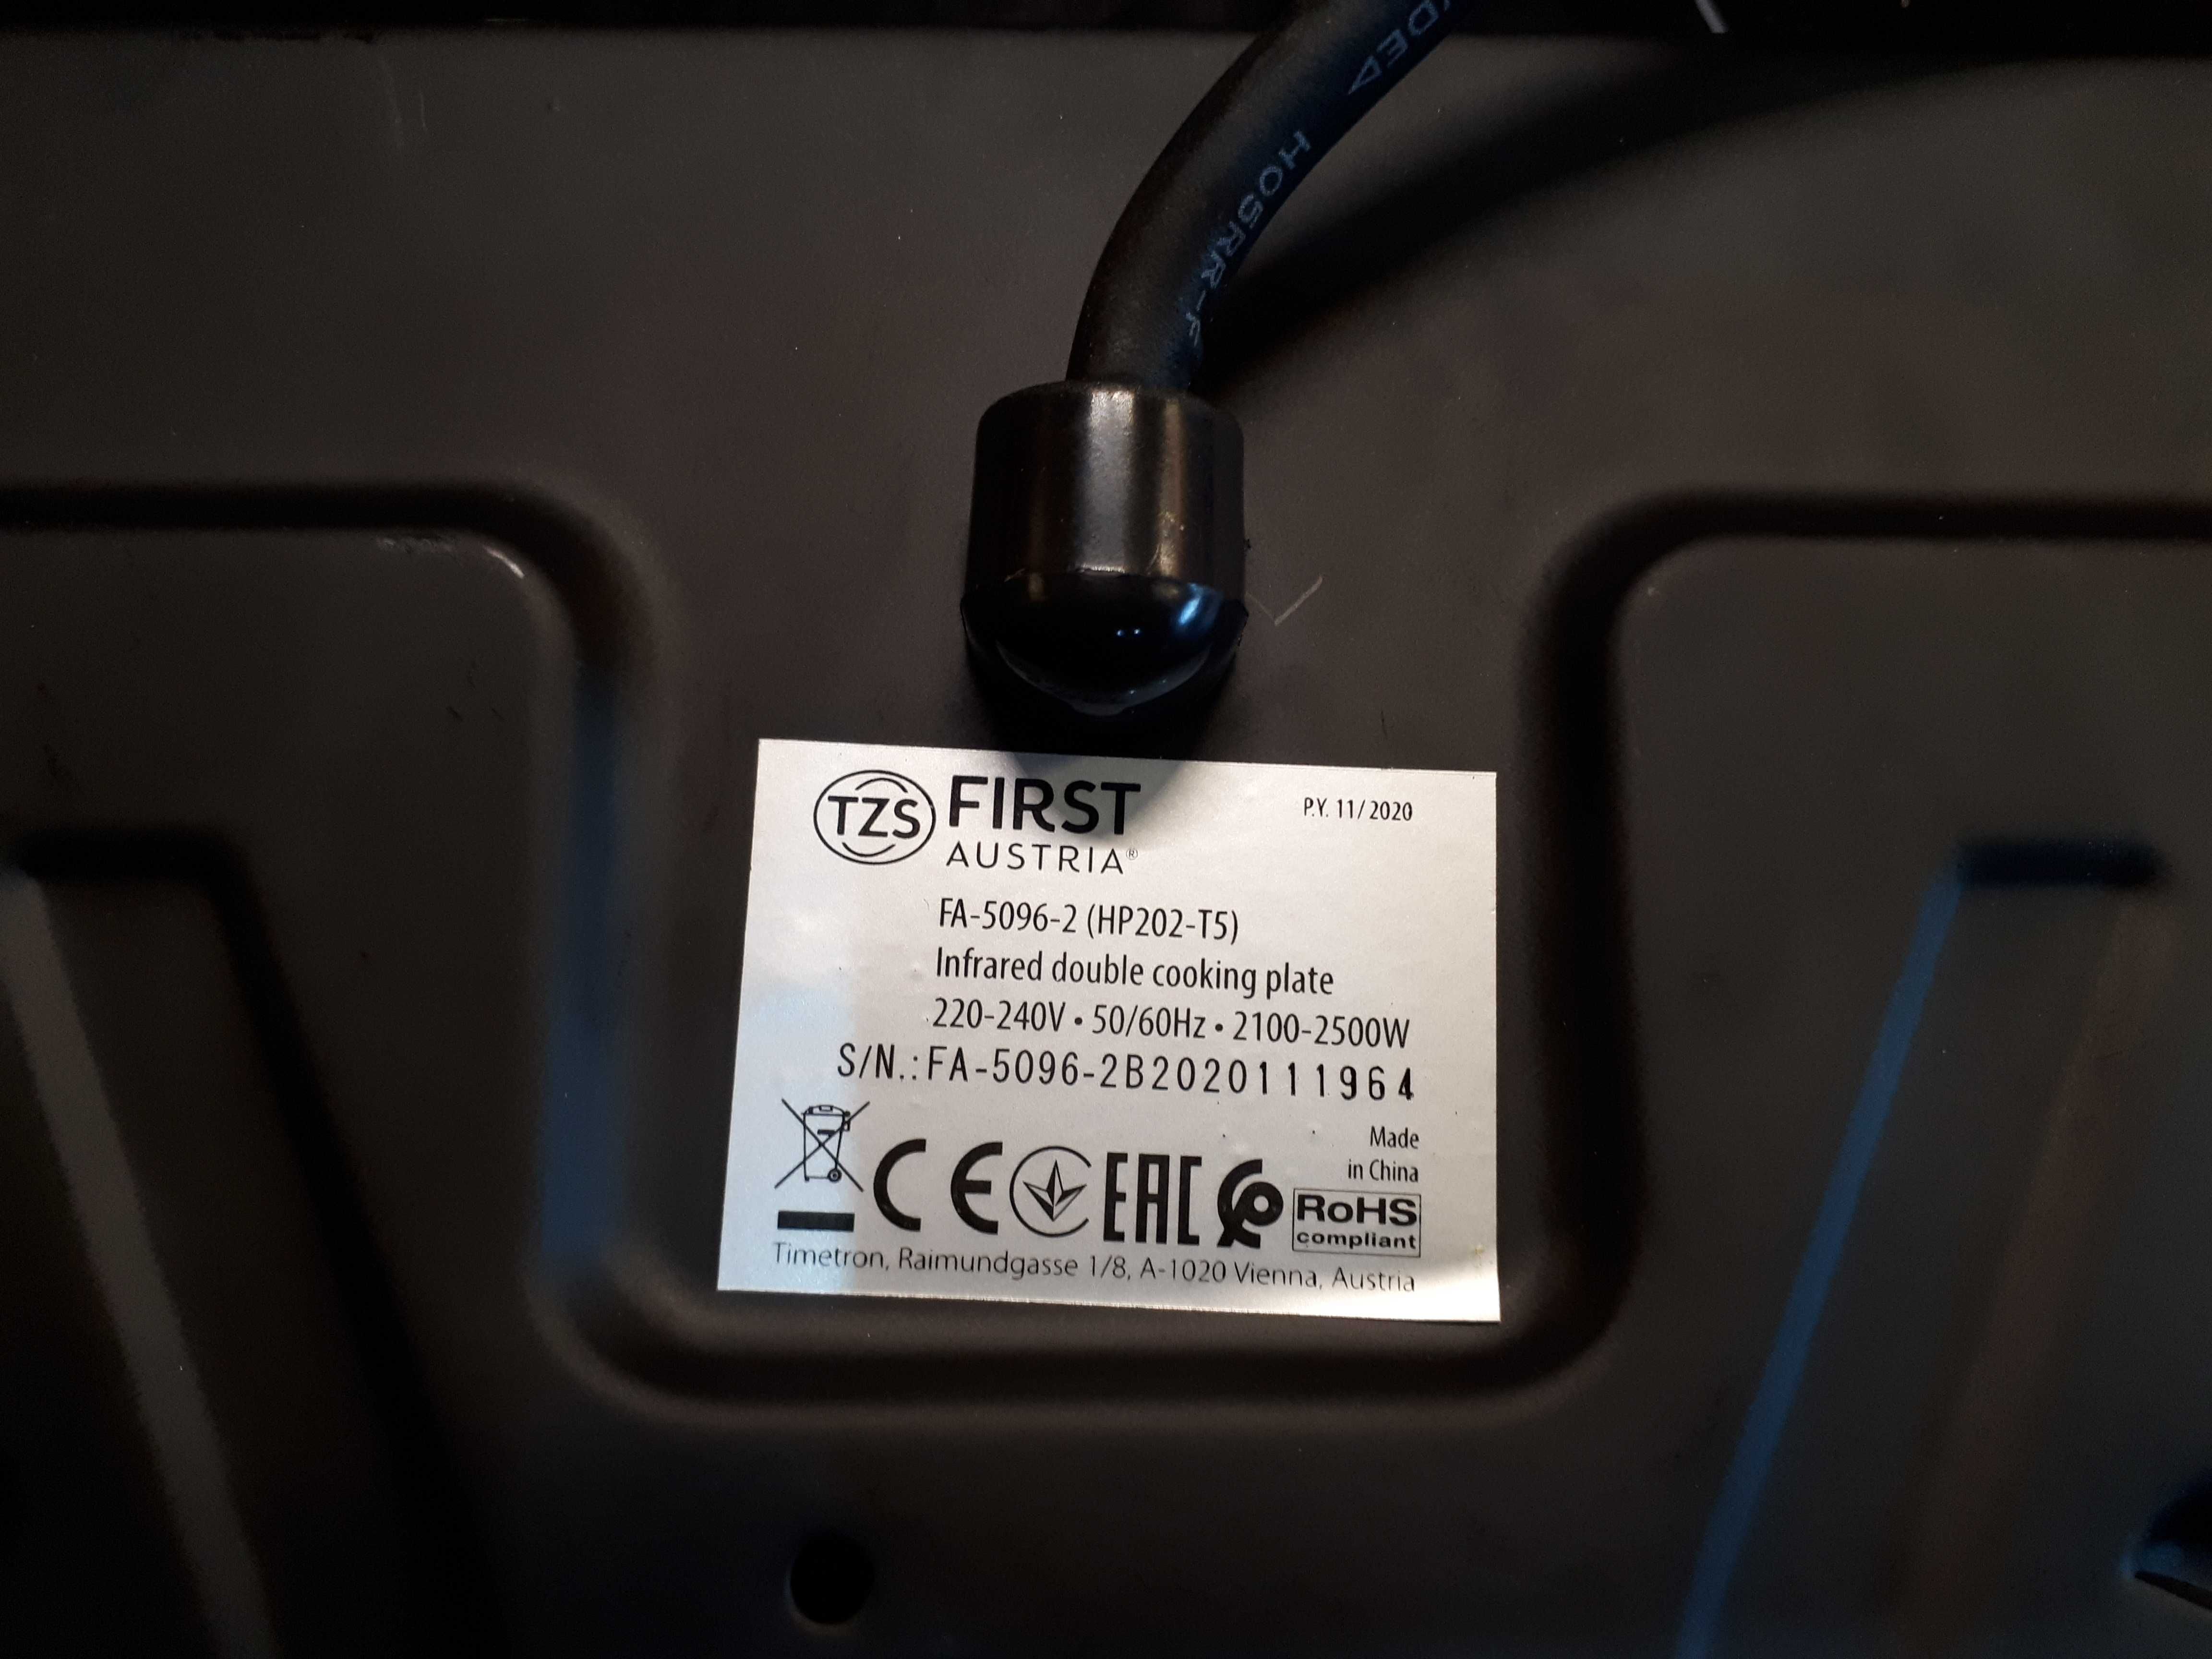 H05RR-F
TZS FIRST
AUSTRIA®
P.Y. 11/2020
FA-5096-2 (HP202-T5)
Infrared double cooking plate
220-240V • 50/60Hz • 2100-2500W
S/N.: FA-5096-2B2020111964
Made
in China
CE EAC
RoHS
compliant
Timetron, Raimundgasse 1/8, A-1020 Vienna, Austria